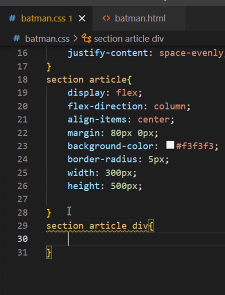 batman.css 1
batman.html
batman.css > section article div
16 justify-content: space-evenly
17 }
18 section article{
19 display: flex;
20 flex-direction: column;
21 align-items: center;
22 margin: 80px 0px;
23 background-color: #f3f3f3;
24 border-radius: 5px;
25 width: 300px;
26 height: 500px;
27
28 }
29 section article div{
30
31 }